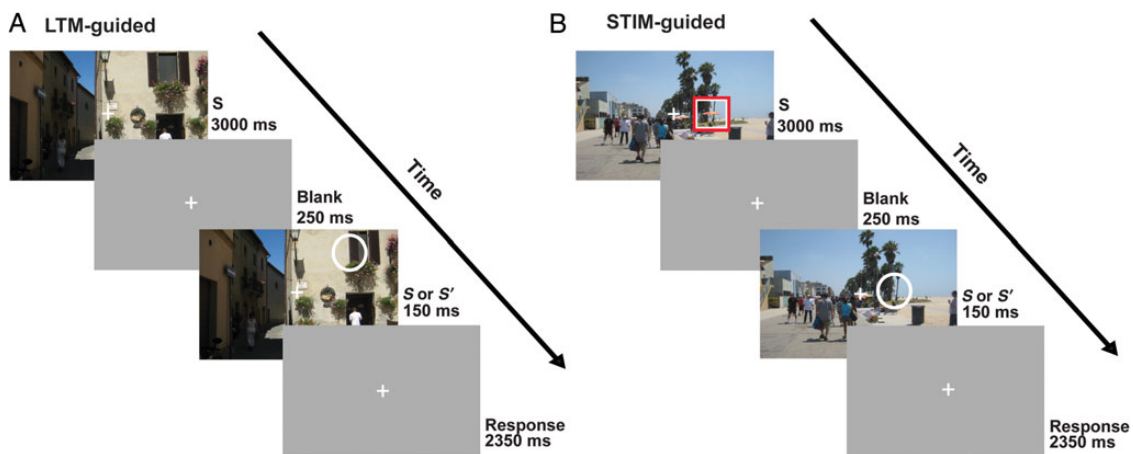 A LTM-guided
S
3000 ms
Time
Blank
250 ms
S or S'
150 ms
Response
2350 ms
B STIM-guided
S
3000 ms
Time
Blank
250 ms
S or S'
150 ms
Response
2350 ms